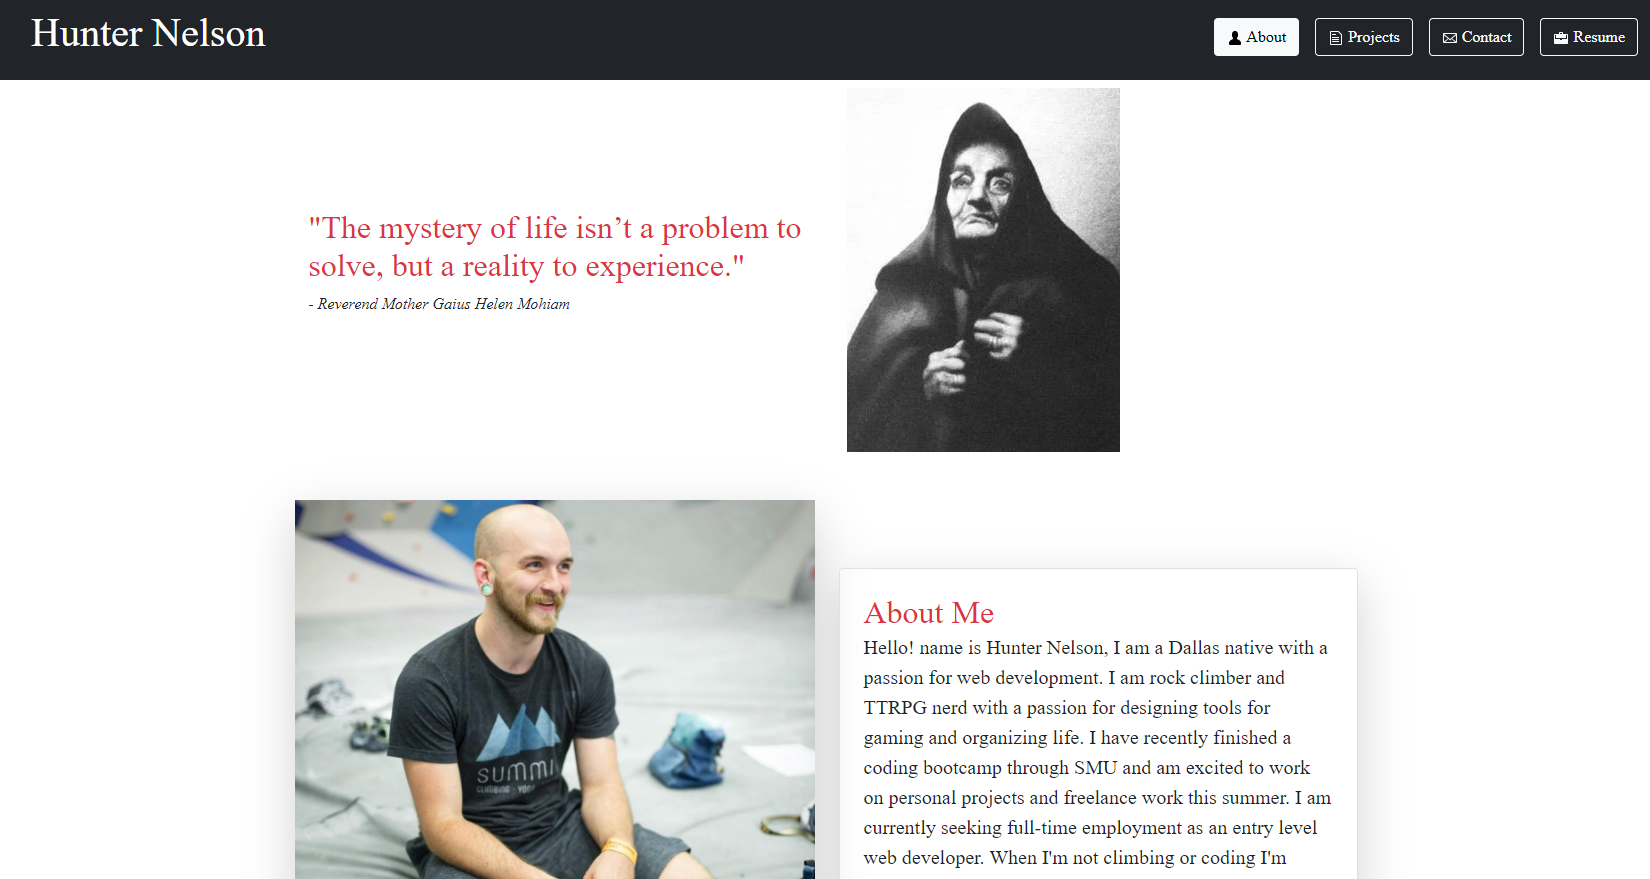 Hunter Nelson
About
Projects
Contact
Resume
"The mystery of life isn’t a problem to
solve, but a reality to experience."
- Reverend Mother Gaius Helen Mohiam
SUMMI
CLIMBING - YOG
About Me
Hello! name is Hunter Nelson, I am a Dallas native with a
passion for web development. I am rock climber and
TTRPG nerd with a passion for designing tools for
gaming and organizing life. I have recently finished a
coding bootcamp through SMU and am excited to work
on personal projects and freelance work this summer. I am
currently seeking full-time employment as an entry level
web developer. When I'm not climbing or coding I'm